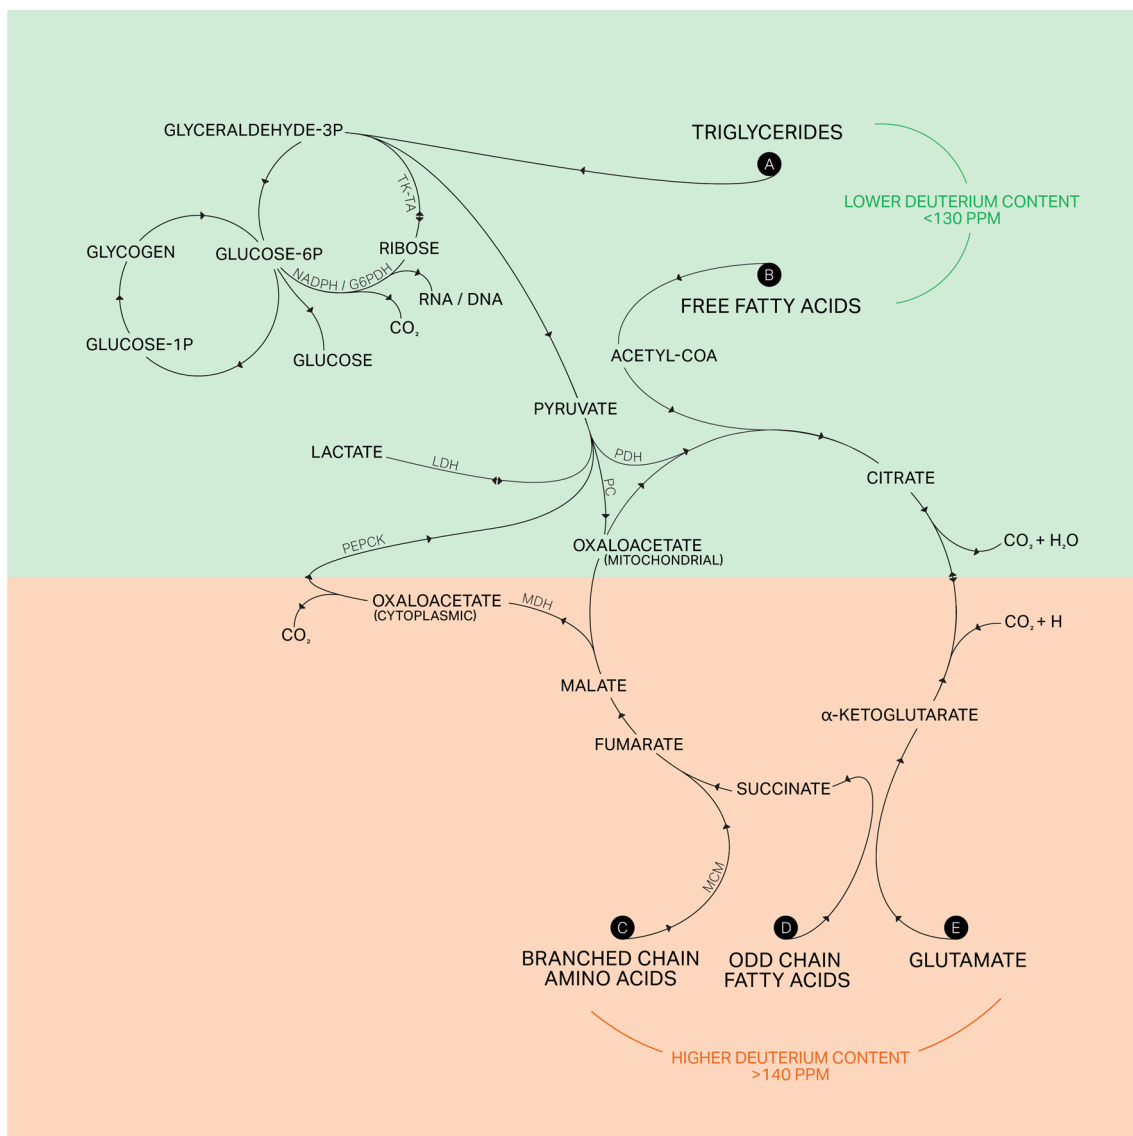 GLYCERALDEHYDE-3P
TRIGLYCERIDES
A
TK-TA
LOWER DEUTERIUM CONTENT
<130 PPM
GLYCOGEN
GLUCOSE-6P
RIBOSE
NADPH / G6PDH
RNA / DNA
CO₂
B
FREE FATTY ACIDS
GLUCOSE-1P
GLUCOSE
ACETYL-COA
PYRUVATE
LACTATE
LDH
PDH
PC
CITRATE
PEPCK
OXALOACETATE
(MITOCHONDRIAL)
CO₂ + H₂O
OXALOACETATE
(CYTOPLASMIC)
MDH
CO₂
CO₂ + H
MALATE
α-KETOGLUTARATE
FUMARATE
SUCCINATE
MCM
C
BRANCHED CHAIN
AMINO ACIDS
D
ODD CHAIN
FATTY ACIDS
E
GLUTAMATE
HIGHER DEUTERIUM CONTENT
>140 PPM